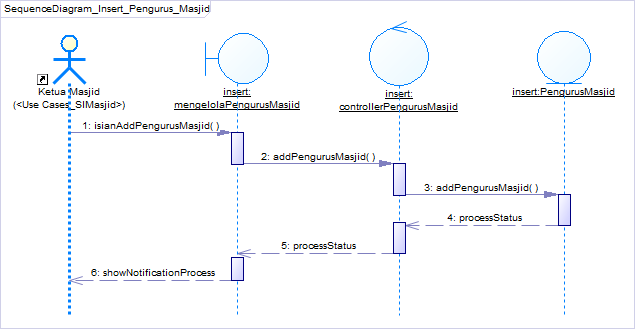 SequenceDiagram_Insert_Pengurus_Masjid
Ketua Masjid
(<Use Cases_SIMasjid>)
insert:
mengelolaPengurusMasjid
insert:
controllerPengurusMasjid
insert:PengurusMasjid
1: isianAddPengurusMasjid( )
2: addPengurusMasjid( )
3: addPengurusMasjid( )
4: processStatus
5: processStatus
6: showNotificationProcess